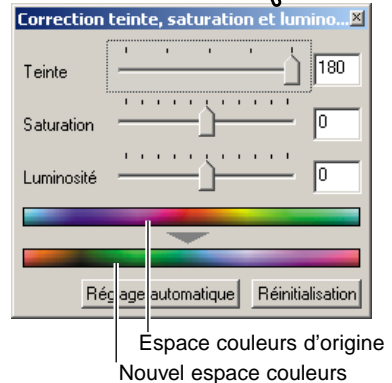 Correction teinte, saturation et lumino...
Teinte 180
Saturation 0
Luminosité 0
Réglage automatique Réinitialisation
Espace couleurs d'origine
Nouvel espace couleurs